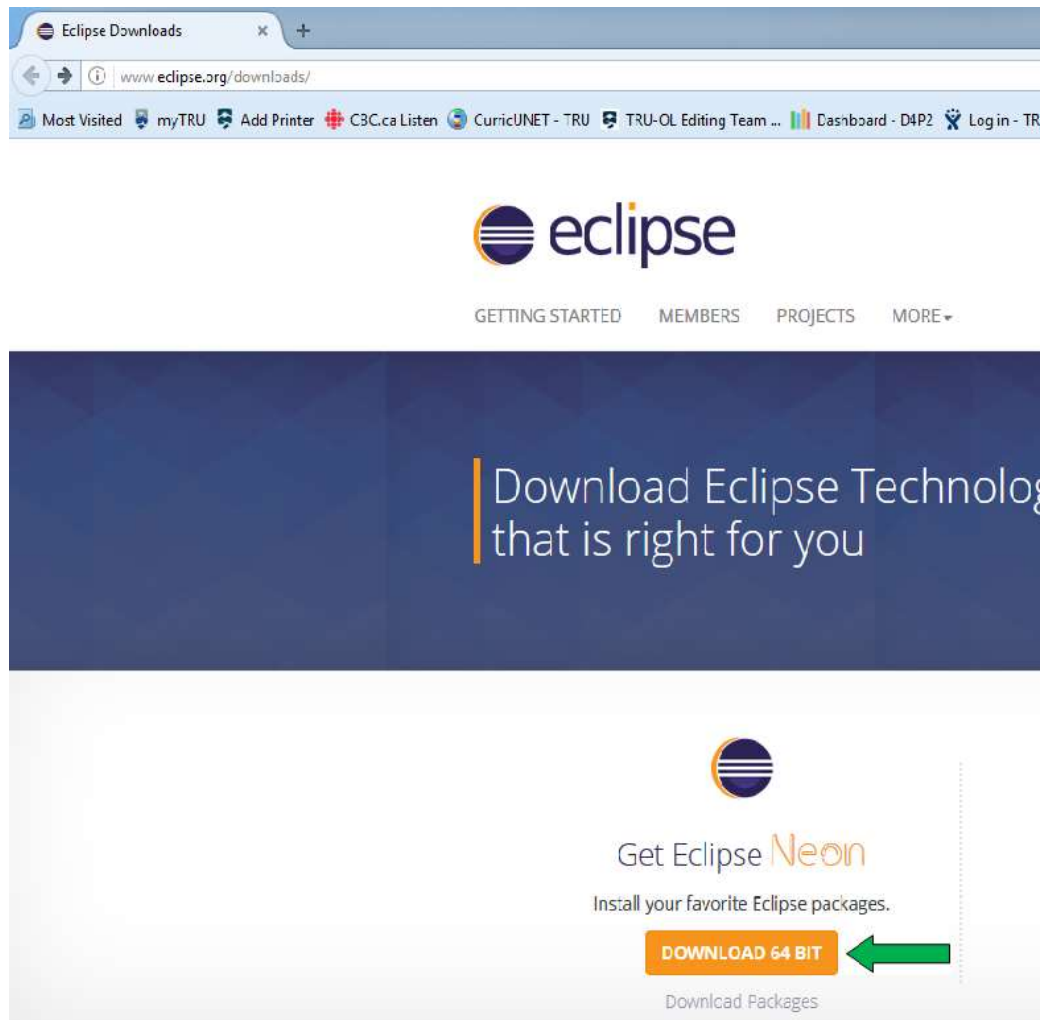 Eclipse Downloads
www.eclipse.org/downloads/
Most Visited myTRU Add Printer CBC.ca Listen CurricUNET - TRU TRU-OL Editing Team ... Dashboard - D4P2 Log in - TR
eclipse
GETTING STARTED MEMBERS PROJECTS MORE
Download Eclipse Technolog
that is right for you
Get Eclipse Neon
Install your favorite Eclipse packages.
DOWNLOAD 64 BIT
Download Packages